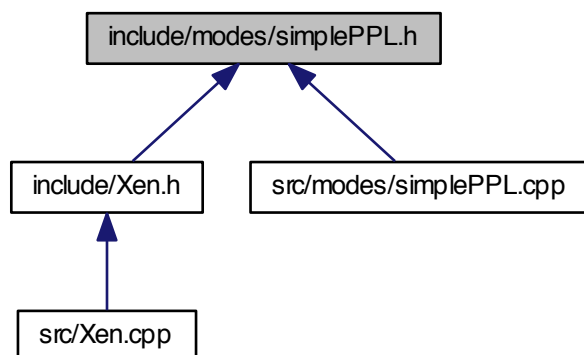 include/modes/simplePPL.h
include/Xen.h
src/modes/simplePPL.cpp
src/Xen.cpp